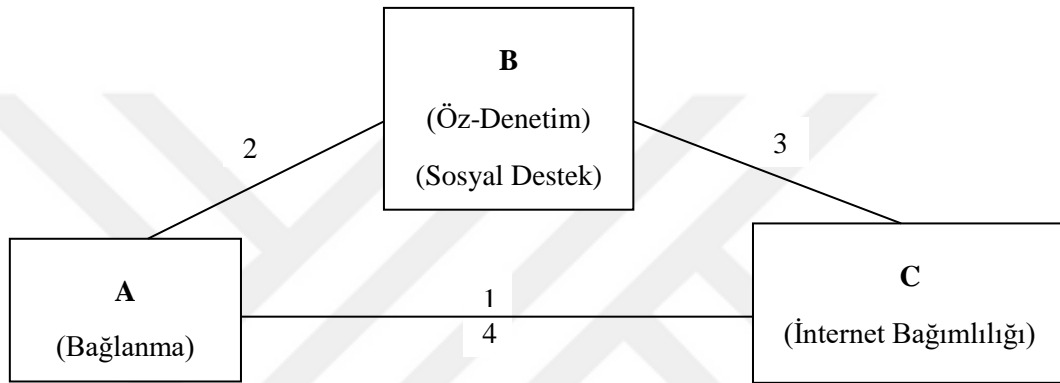 B
(Öz-Denetim)
(Sosyal Destek)
2
3
A
(Bağlanma)
1
4
C
(İnternet Bağımlılığı)